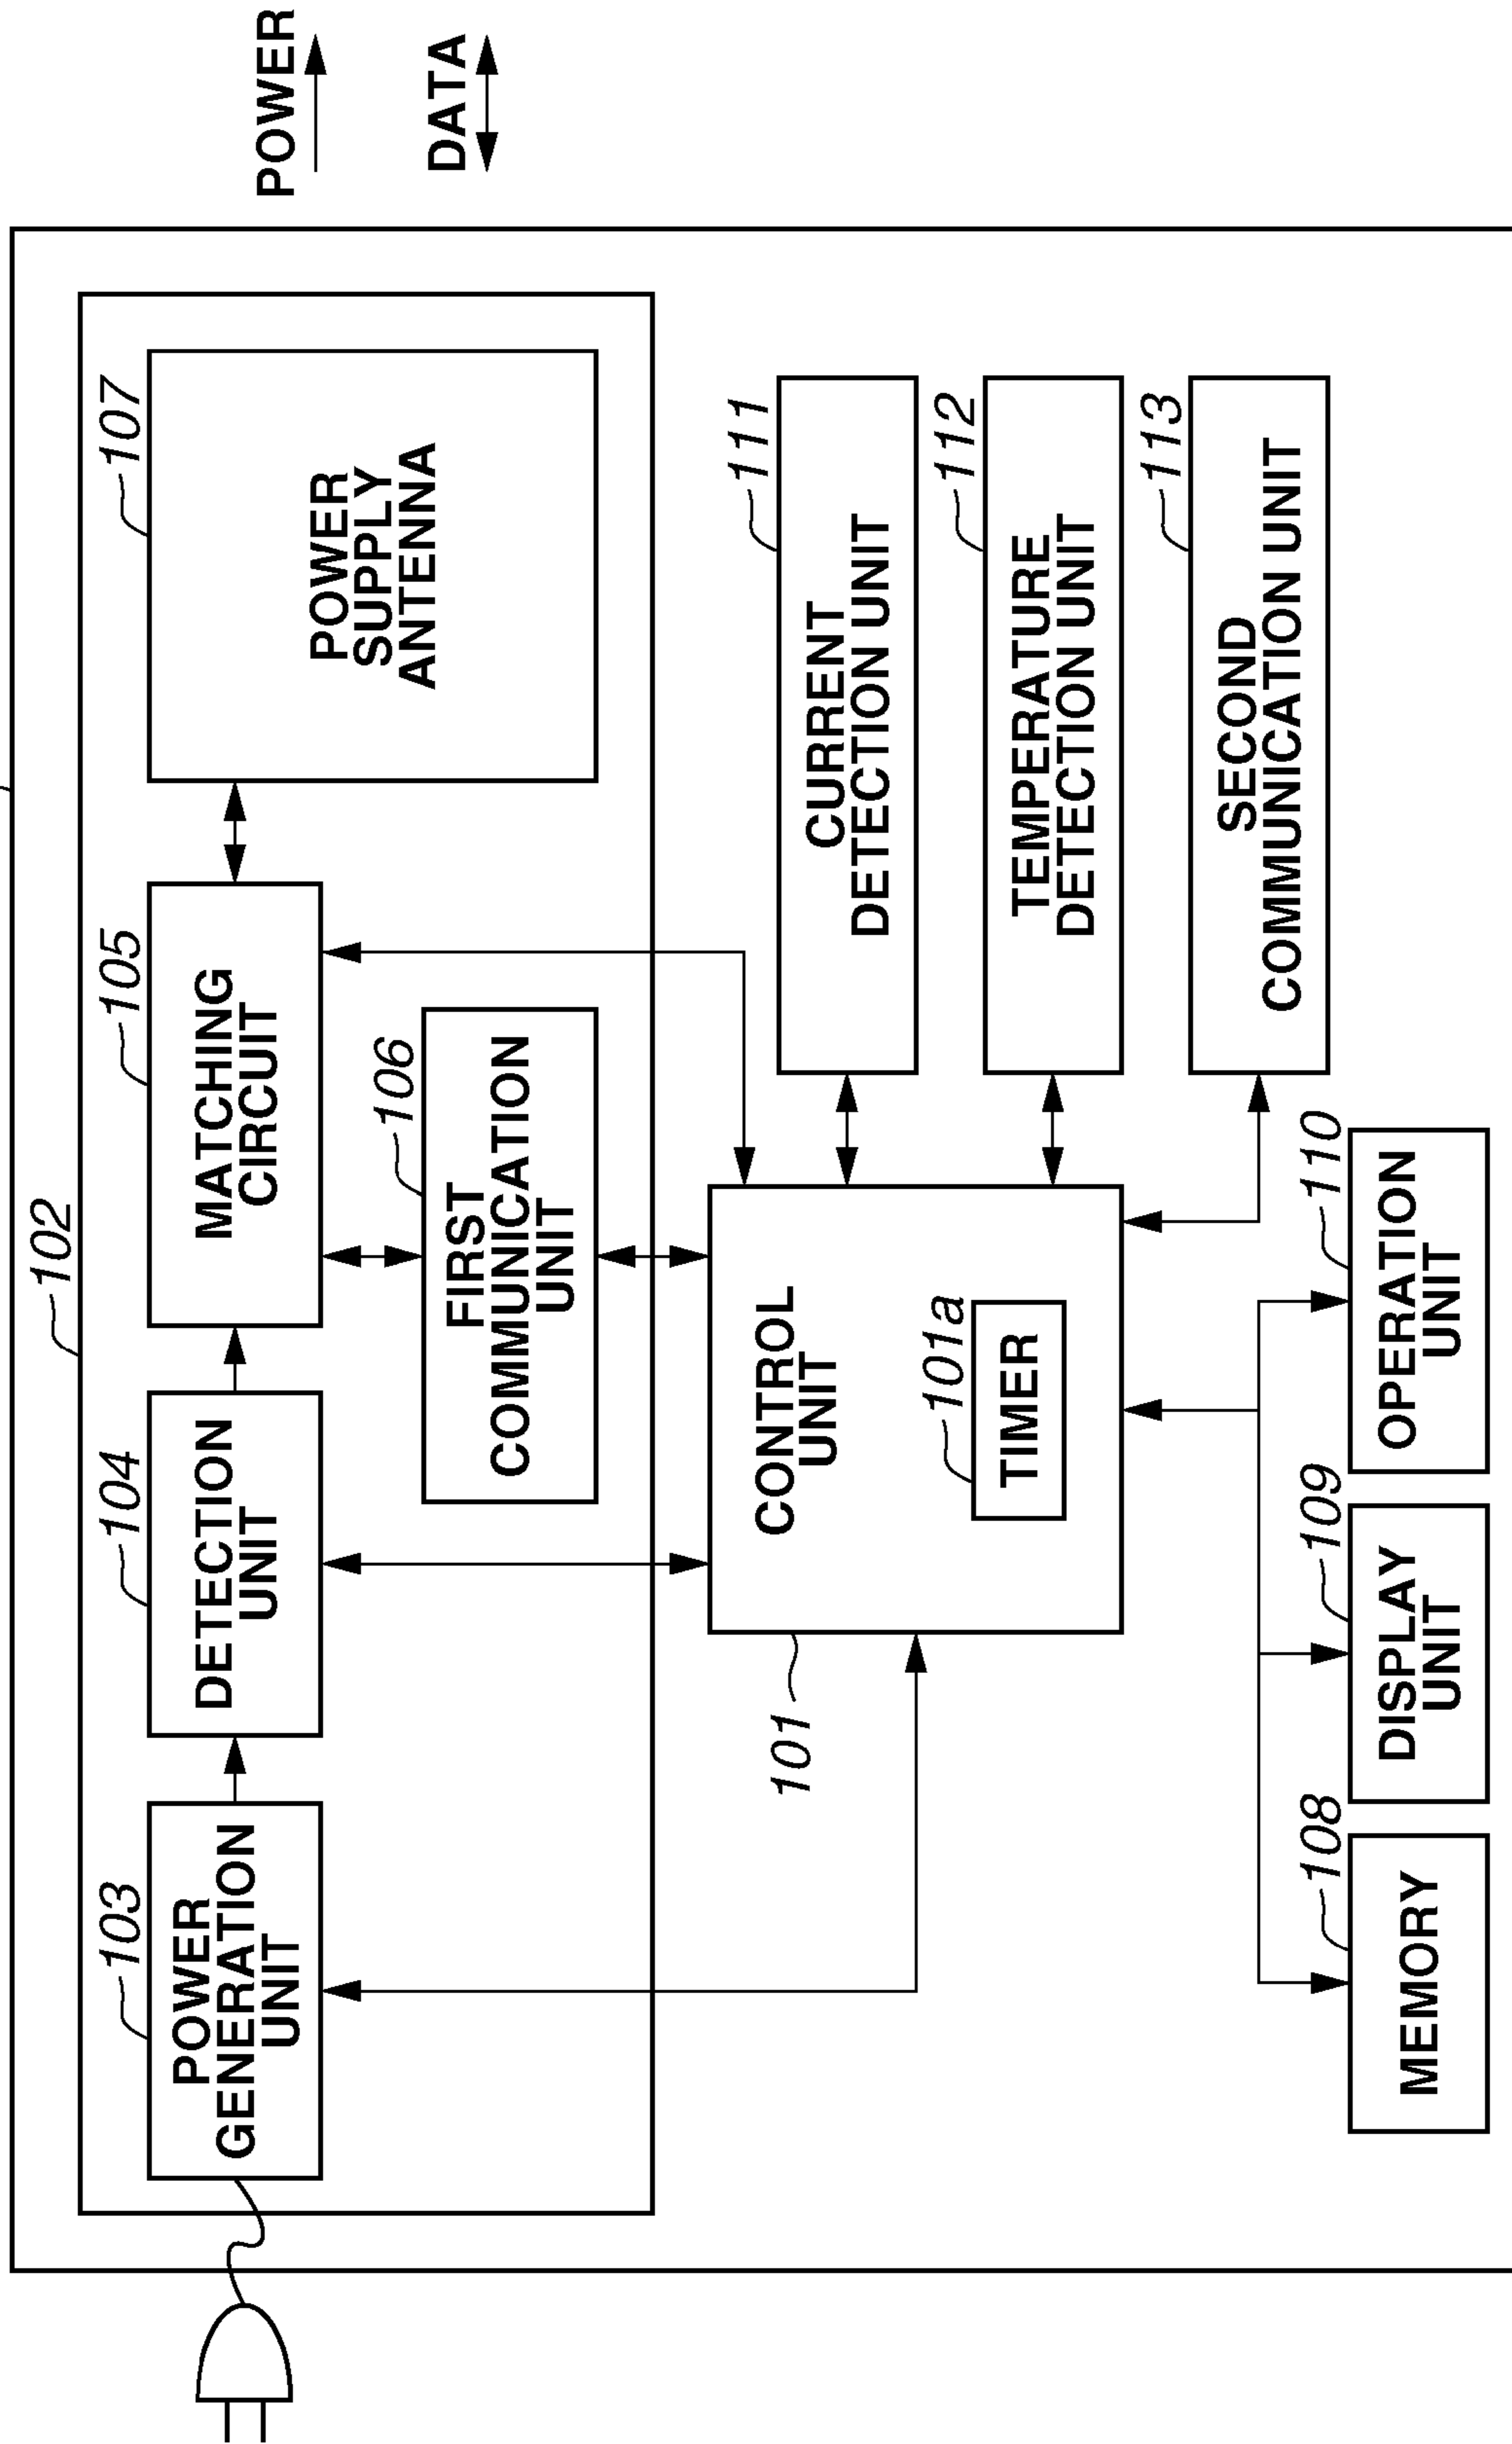 102
103
POWER
GENERATION
UNIT
104
DETECTION
UNIT
105
MATCHING
CIRCUIT
107
POWER
SUPPLY
ANTENNA
POWER
DATA
106
FIRST
COMMUNICATION
UNIT
101
CONTROL
UNIT
101a
TIMER
111
CURRENT
DETECTION UNIT
112
TEMPERATURE
DETECTION UNIT
113
SECOND
COMMUNICATION UNIT
108
MEMORY
109
DISPLAY
UNIT
110
OPERATION
UNIT